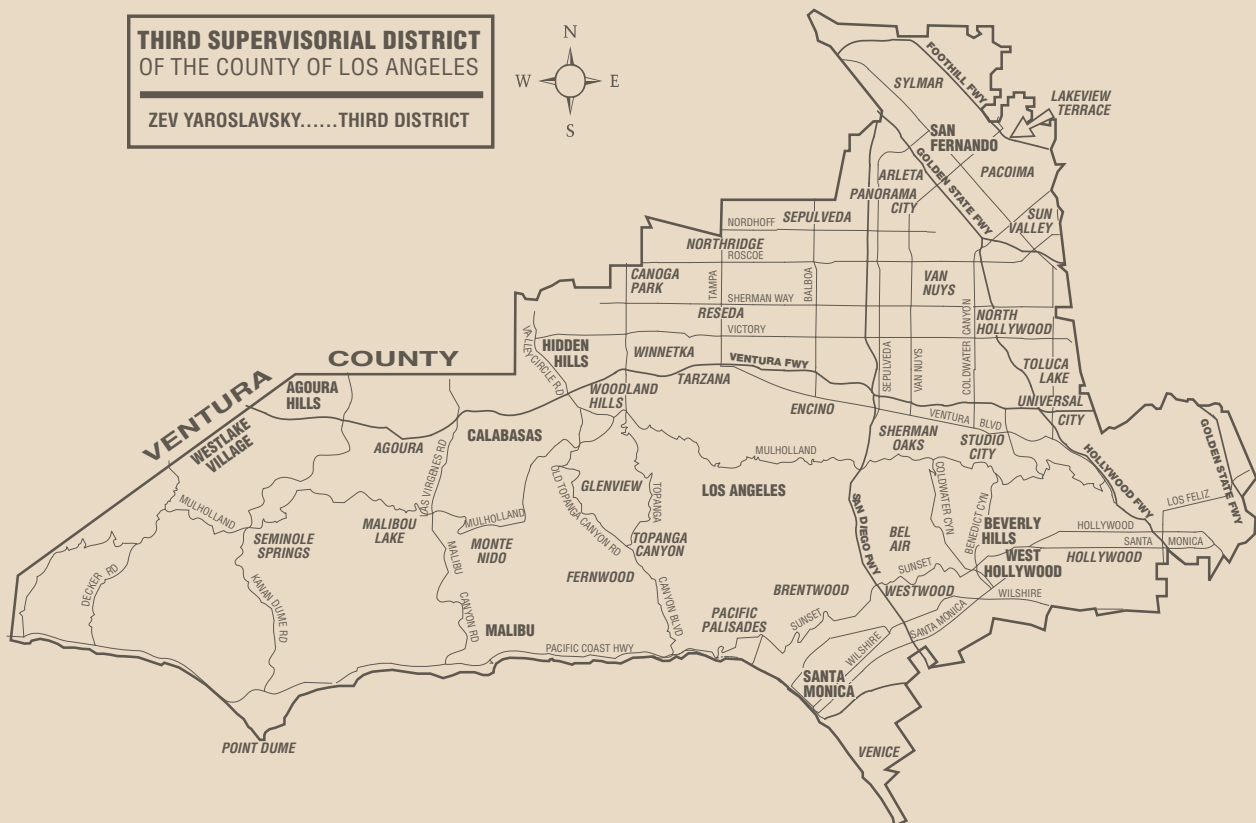 THIRD SUPERVISORIAL DISTRICT
OF THE COUNTY OF LOS ANGELES
ZEV YAROSLAVSKY......THIRD DISTRICT
N
W
E
S
FOOTHILL FWY
SYLMAR
LAKEVIEW
TERRACE
SAN
FERNANDO
GOLDEN STATE FWY
ARLETA
PACOIMA
PANORAMA
CITY
SUN
VALLEY
NORDHOFF
SEPULVEDA
NORTHRIDGE
ROSCOE
CANOGA
PARK
TAMPA
BALBOA
VAN
NUYS
SHERMAN WAY
RESEDA
NORTH
HOLLYWOOD
VICTORY
VALLEY CIRCLE RD
HIDDEN
HILLS
WINNETKA
VENTURA FWY
SEPULVEDA
VAN NUYS
COLDWATER CANYON
TOLUCA
LAKE
VENTURA
COUNTY
AGOURA
HILLS
WOODLAND
HILLS
TARZANA
ENCINO
UNIVERSAL
CITY
VENTURA BLVD
WESTLAKE
VILLAGE
AGOURA
CALABASAS
LAS VIRGENES RD
MULHOLLAND
SHERMAN
OAKS
STUDIO
CITY
HOLLYWOOD FWY
GOLDEN STATE FWY
OLD TOPANGA CANYON RD
GLENVIEW
TOPANGA
LOS ANGELES
SAN DIEGO FWY
COLDWATER CYN
BENEDICT CYN
LOS FELIZ
MULHOLLAND
MALIBOU
LAKE
MULHOLLAND
SEMINOLE
SPRINGS
MONTE
NIDO
TOPANGA
CANYON
BEL
AIR
BEVERLY
HILLS
HOLLYWOOD
SANTA MONICA
WEST
HOLLYWOOD
HOLLYWOOD
DECKER RD
KANAN DUME RD
MALIBU
CANYON RD
FERNWOOD
CANYON BLVD
SUNSET
BRENTWOOD
WESTWOOD
WILSHIRE
PACIFIC
PALISADES
SUNSET
SANTA MONICA
MALIBU
PACIFIC COAST HWY
WILSHIRE
SANTA
MONICA
POINT DUME
VENICE